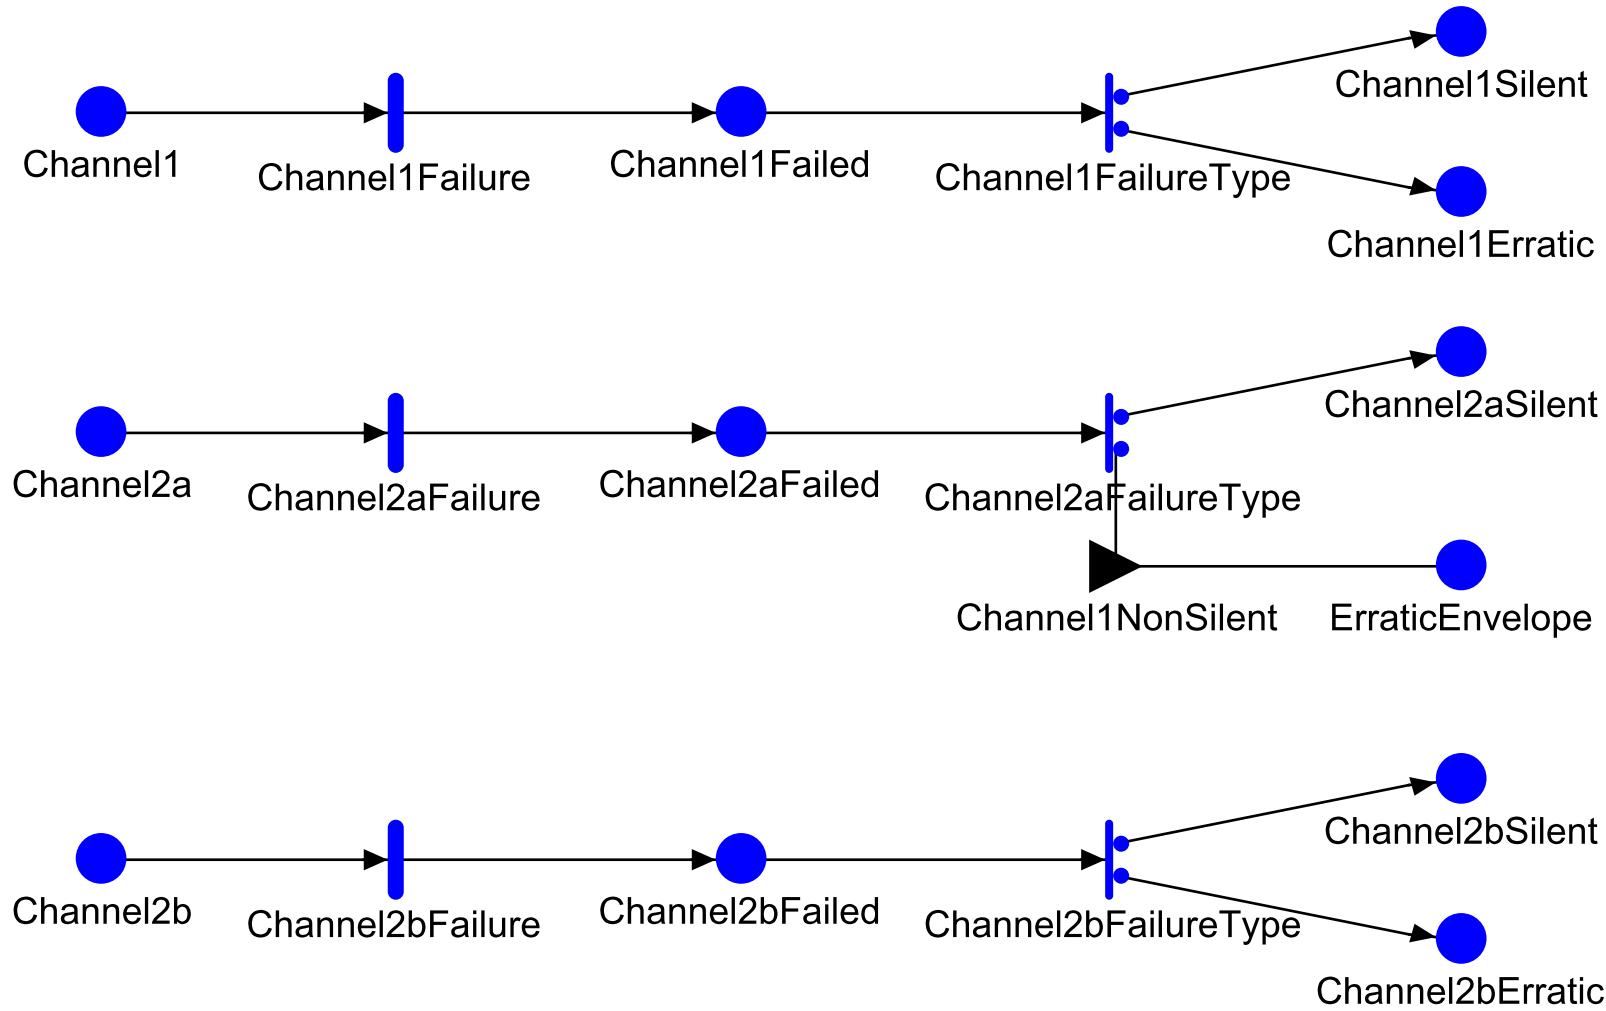 Channel1Silent
Channel1
Channel1Failure
Channel1Failed
Channel1FailureType
Channel1Erratic
Channel2aSilent
Channel2a
Channel2aFailure
Channel2aFailed
Channel2aFailureType
Channel1NonSilent
ErraticEnvelope
Channel2bSilent
Channel2b
Channel2bFailure
Channel2bFailed
Channel2bFailureType
Channel2bErratic